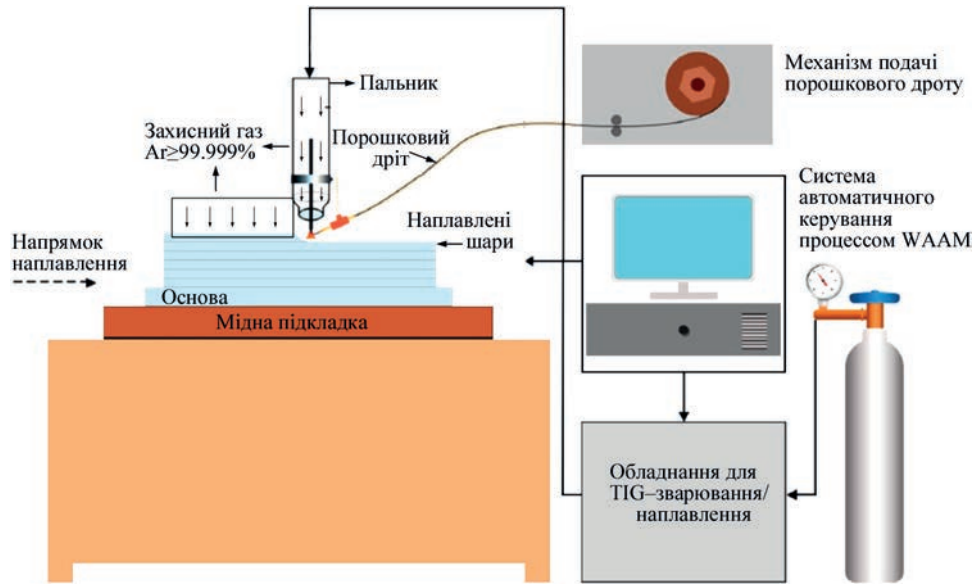 Пальник
Механізм подачі
порошкового дроту
Захисний газ
Ar≥99.999%
Порошковий
дріт
Система
автоматичного
керування
процессом WAAM
Наплавлені
шари
Напрямок
наплавлення
Основа
Мідна підкладка
Обладнання для
TIG–зварювання/
наплавлення